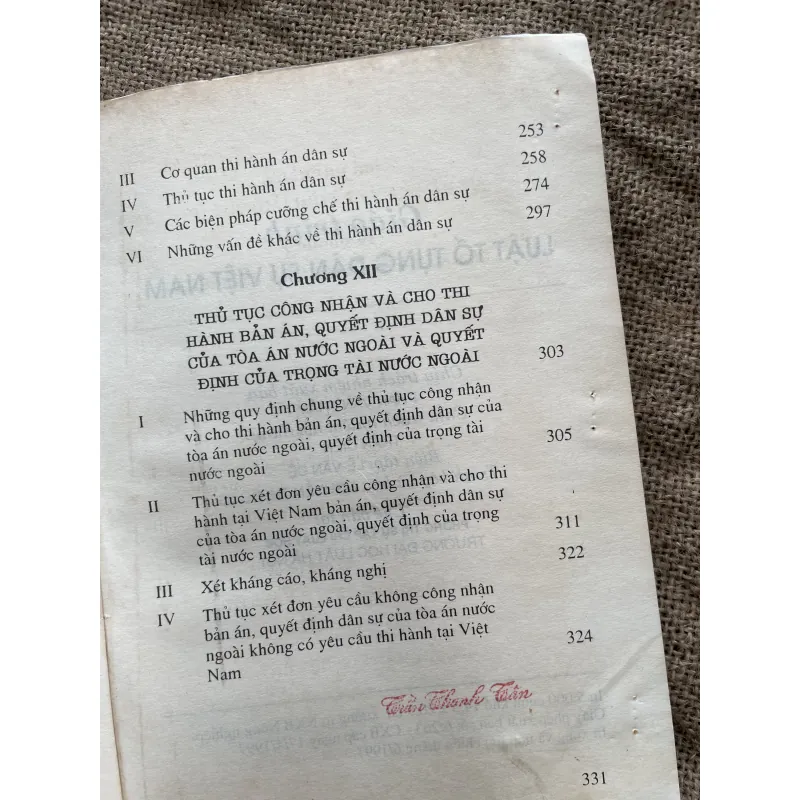 III Cơ quan thi hành án dân sự 253
IV Thủ tục thi hành án dân sự 258
V Các biện pháp cưỡng chế thi hành án dân sự 274
VI Những vấn đề khác về thi hành án dân sự 297
Chương XII
THỦ TỤC CÔNG NHẬN VÀ CHO THI
HÀNH BẢN ÁN, QUYẾT ĐỊNH DÂN SỰ
CỦA TÒA ÁN NƯỚC NGOÀI VÀ QUYẾT
ĐỊNH CỦA TRỌNG TÀI NƯỚC NGOÀI 303
I Những quy định chung về thủ tục công nhận
và cho thi hành bản án, quyết định dân sự của
tòa án nước ngoài, quyết định của trọng tài
nước ngoài 305
II Thủ tục xét đơn yêu cầu công nhận và cho thi
hành tại Việt Nam bản án, quyết định dân sự
của tòa án nước ngoài, quyết định của trọng
tài nước ngoài 311
III Xét kháng cáo, kháng nghị 322
IV Thủ tục xét đơn yêu cầu không công nhận
bản án, quyết định dân sự của tòa án nước
ngoài không có yêu cầu thi hành tại Việt
Nam 324
Trần Thanh Tân
331